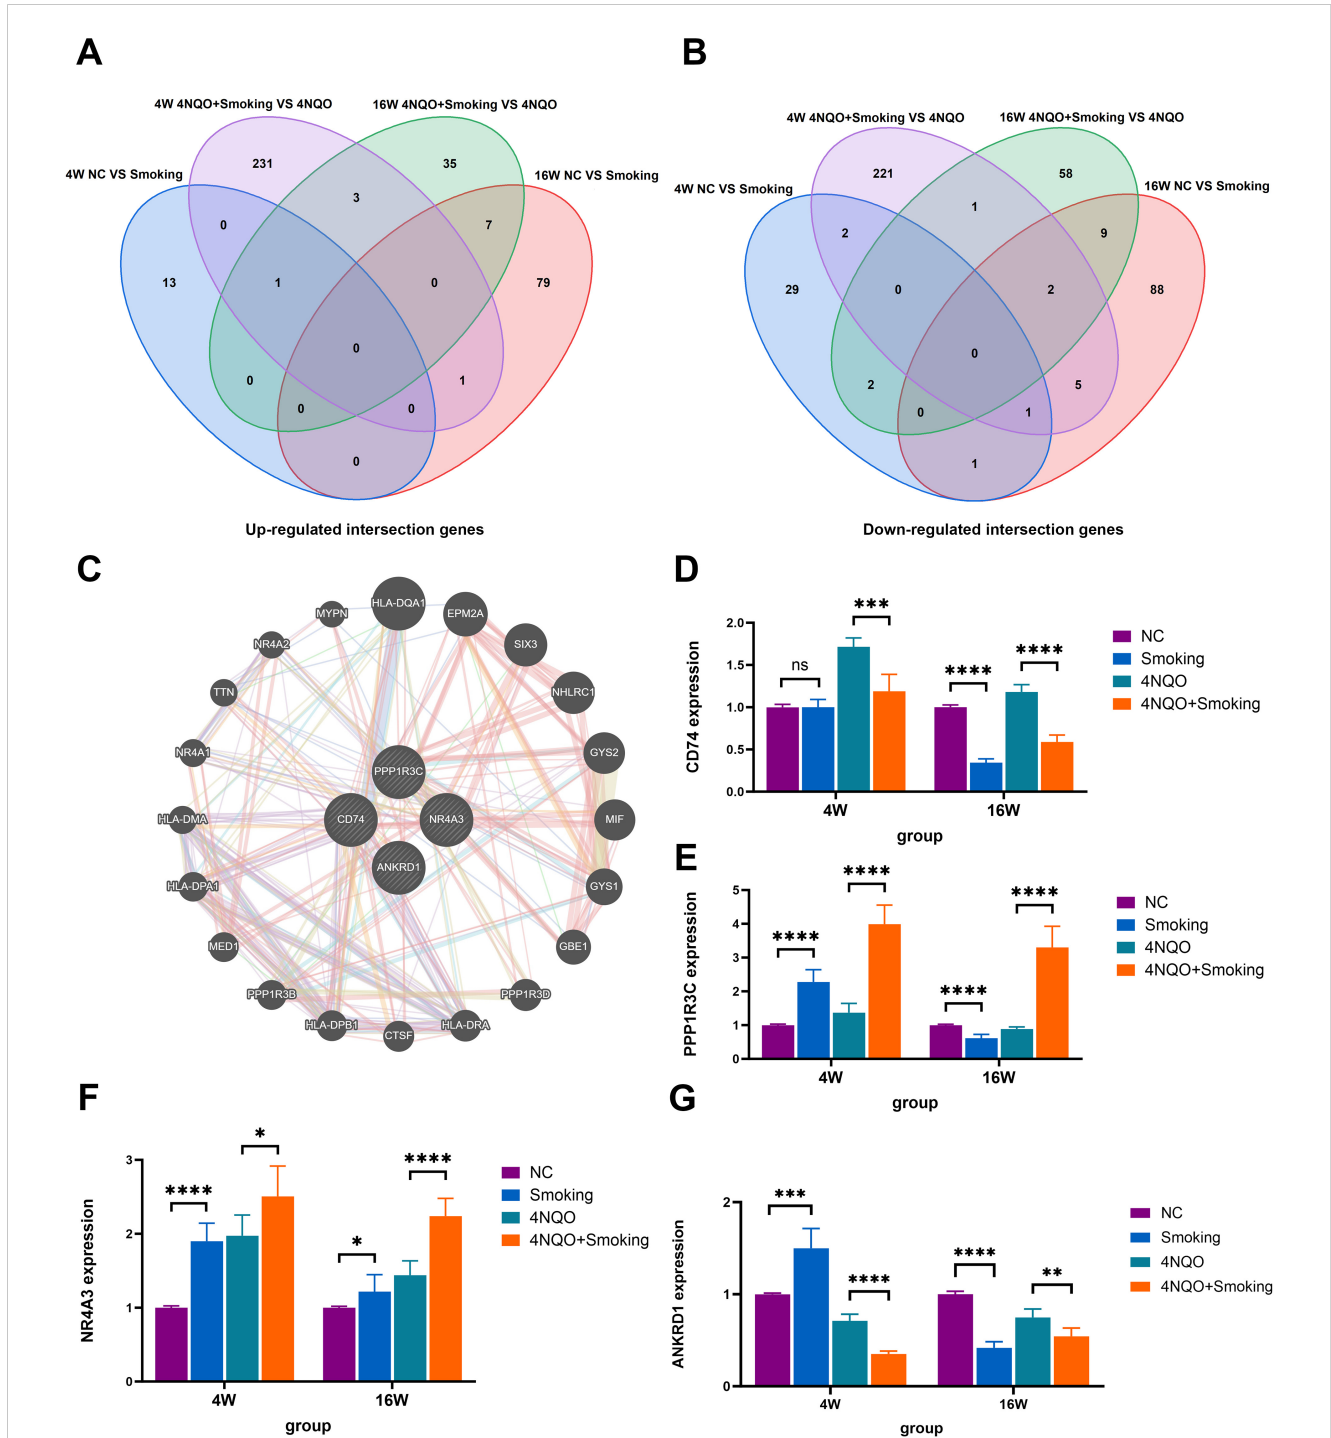 A
4W 4NQO+Smoking VS 4NQO
16W 4NQO+Smoking VS 4NQO
4W NC VS Smoking
16W NC VS Smoking
231
35
3
0
7
13
1
0
79
0
0
1
0
0
0
Up-regulated intersection genes
B
4W 4NQO+Smoking VS 4NQO
16W 4NQO+Smoking VS 4NQO
4W NC VS Smoking
16W NC VS Smoking
221
58
1
2
9
29
0
2
88
0
2
5
0
1
1
Down-regulated intersection genes
C
HLA-DQA1
MYPN
EPM2A
NR4A2
SIX3
TTN
NHLRC1
NR4A1
GYS2
PPP1R3C
HLA-DMA
CD74
NR4A3
MIF
ANKRD1
HLA-DPA1
GYS1
MED1
GBE1
PPP1R3B
PPP1R3D
HLA-DPB1
CTSF
HLA-DRA
D
CD74 expression
2.0
1.5
1.0
0.5
0.0
ns
***
****
****
4W
16W
group
NC
Smoking
4NQO
4NQO+Smoking
E
PPP1R3C expression
5
4
3
2
1
0
****
****
****
****
4W
16W
group
NC
Smoking
4NQO
4NQO+Smoking
F
NR4A3 expression
3
2
1
0
****
*
*
****
4W
16W
group
NC
Smoking
4NQO
4NQO+Smoking
G
ANKRD1 expression
2
1
0
***
****
****
**
4W
16W
group
NC
Smoking
4NQO
4NQO+Smoking